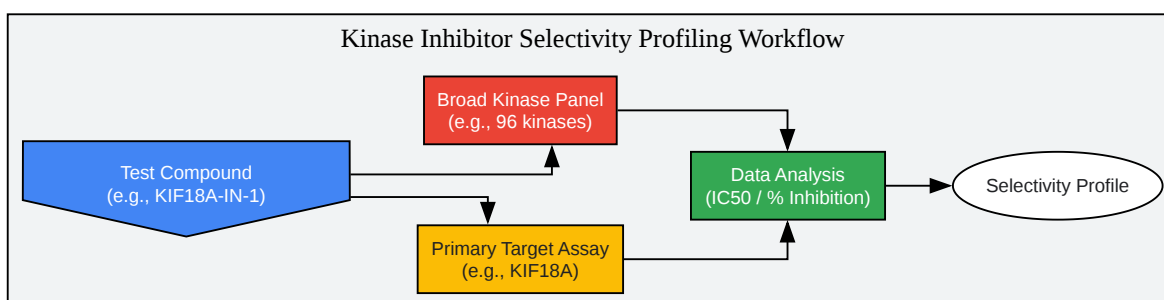 Kinase Inhibitor Selectivity Profiling Workflow
Broad Kinase Panel
(e.g., 96 kinases)
Test Compound
(e.g., KIF18A-IN-1)
Data Analysis
(IC50 / % Inhibition)
Selectivity Profile
Primary Target Assay
(e.g., KIF18A)